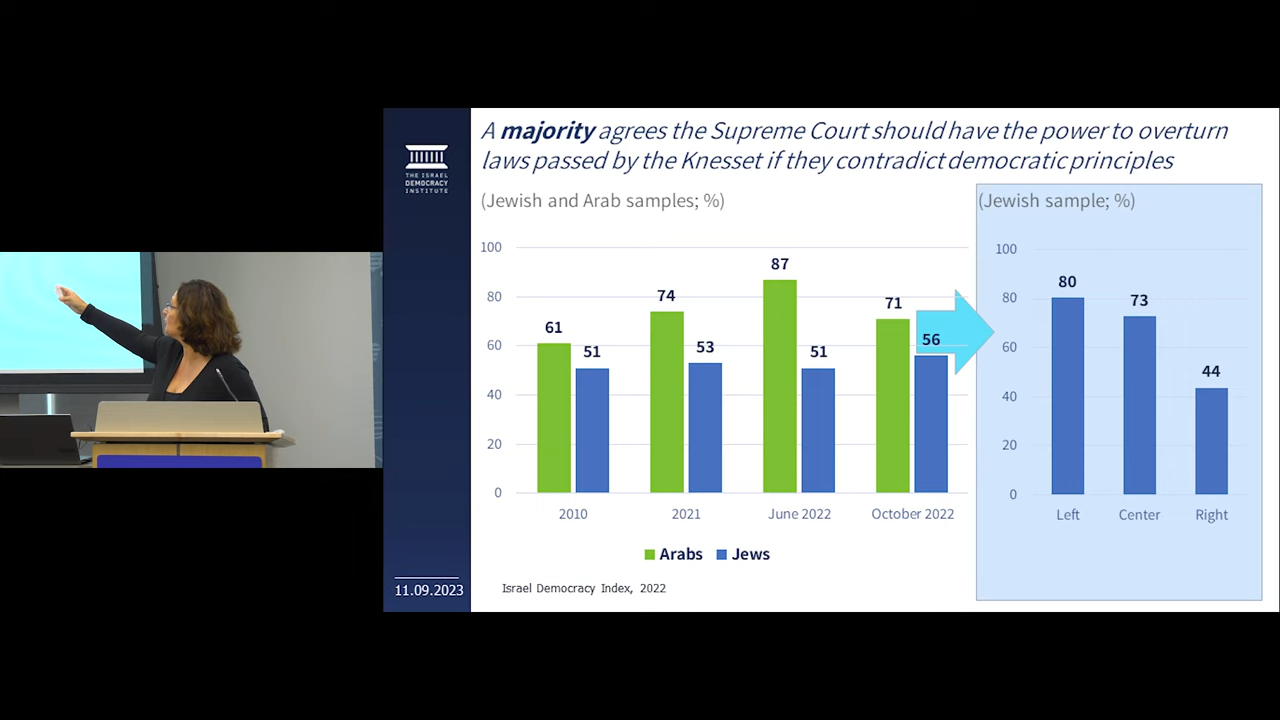 THE ISRAEL
DEMOCRACY
INSTITUTE
11.09.2023
A majority agrees the Supreme Court should have the power to overturn
laws passed by the Knesset if they contradict democratic principles
(Jewish and Arab samples; %)
100
80
60
40
20
0
61
51
74
53
87
51
71
56
2010
2021
June 2022
October 2022
Arabs
Jews
Israel Democracy Index, 2022
(Jewish sample; %)
100
80
60
40
20
0
80
73
44
Left
Center
Right